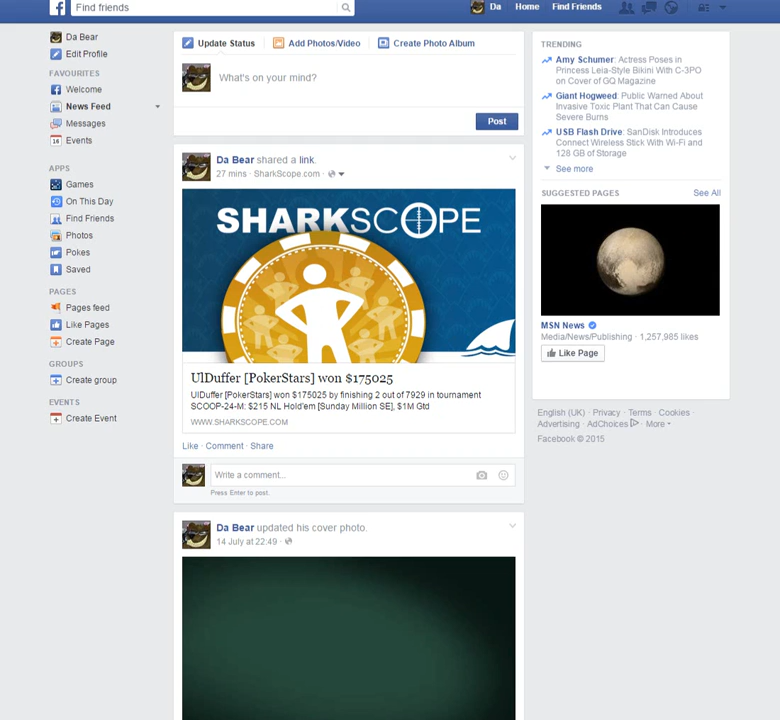 Find friends
Da
Home
Find Friends
Da Bear
Edit Profile
FAVOURITES
Welcome
News Feed
Messages
16
Events
APPS
Games
On This Day
Find Friends
Photos
Pokes
Saved
PAGES
Pages feed
Like Pages
Create Page
GROUPS
Create group
EVENTS
Create Event
Update Status
Add Photos/Video
Create Photo Album
What's on your mind?
Post
Da Bear shared a link.
27 mins · SharkScope.com ·
SHARKSCOPE
UlDuffer [PokerStars] won $175025
UlDuffer [PokerStars] won $175025 by finishing 2 out of 7929 in tournament
SCOOP-24-M: $215 NL Hold'em [Sunday Million SE], $1M Gtd
WWW.SHARKSCOPE.COM
Like · Comment · Share
Write a comment...
Press Enter to post.
Da Bear updated his cover photo.
14 July at 22:49 ·
TRENDING
Amy Schumer: Actress Poses in
Princess Leia-Style Bikini With C-3PO
on Cover of GQ Magazine
Giant Hogweed: Public Warned About
Invasive Toxic Plant That Can Cause
Severe Burns
USB Flash Drive: SanDisk Introduces
Connect Wireless Stick With Wi-Fi and
128 GB of Storage
See more
SUGGESTED PAGES
See All
MSN News
Media/News/Publishing · 1,257,985 likes
Like Page
English (UK) · Privacy · Terms · Cookies ·
Advertising · AdChoices · More
Facebook © 2015